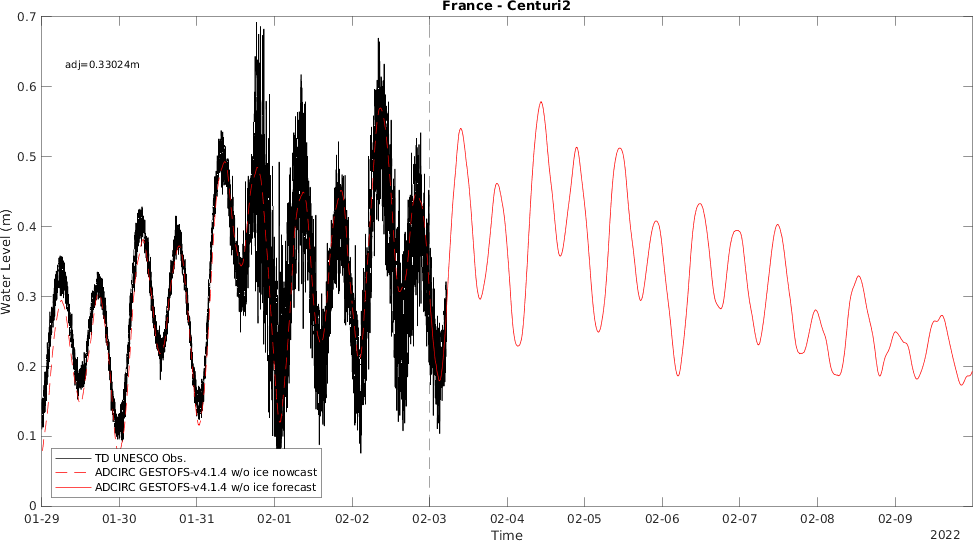 France - Centuri2
adj=0.33024m
Water Level (m)
0.7
0.6
0.5
0.4
0.3
0.2
0.1
0
TD UNESCO Obs.
ADCIRC GESTOFS-v4.1.4 w/o ice nowcast
ADCIRC GESTOFS-v4.1.4 w/o ice forecast
01-29 01-30 01-31 02-01 02-02 02-03 02-04 02-05 02-06 02-07 02-08 02-09
Time
2022